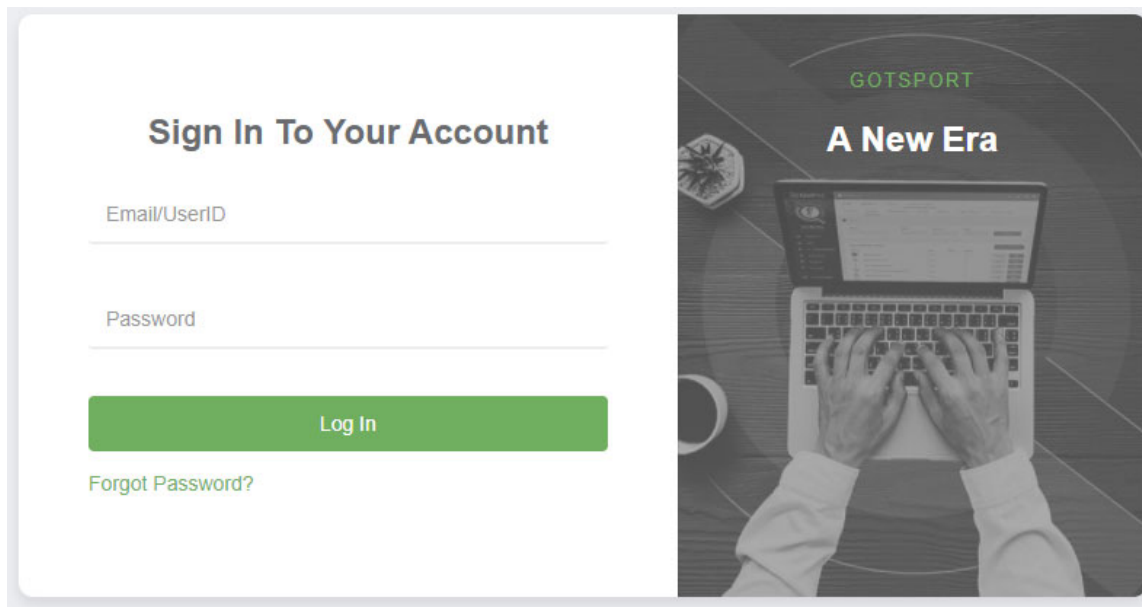 Sign In To Your Account
Email/UserID
Password
Log In
Forgot Password?
GOTSPORT
A New Era